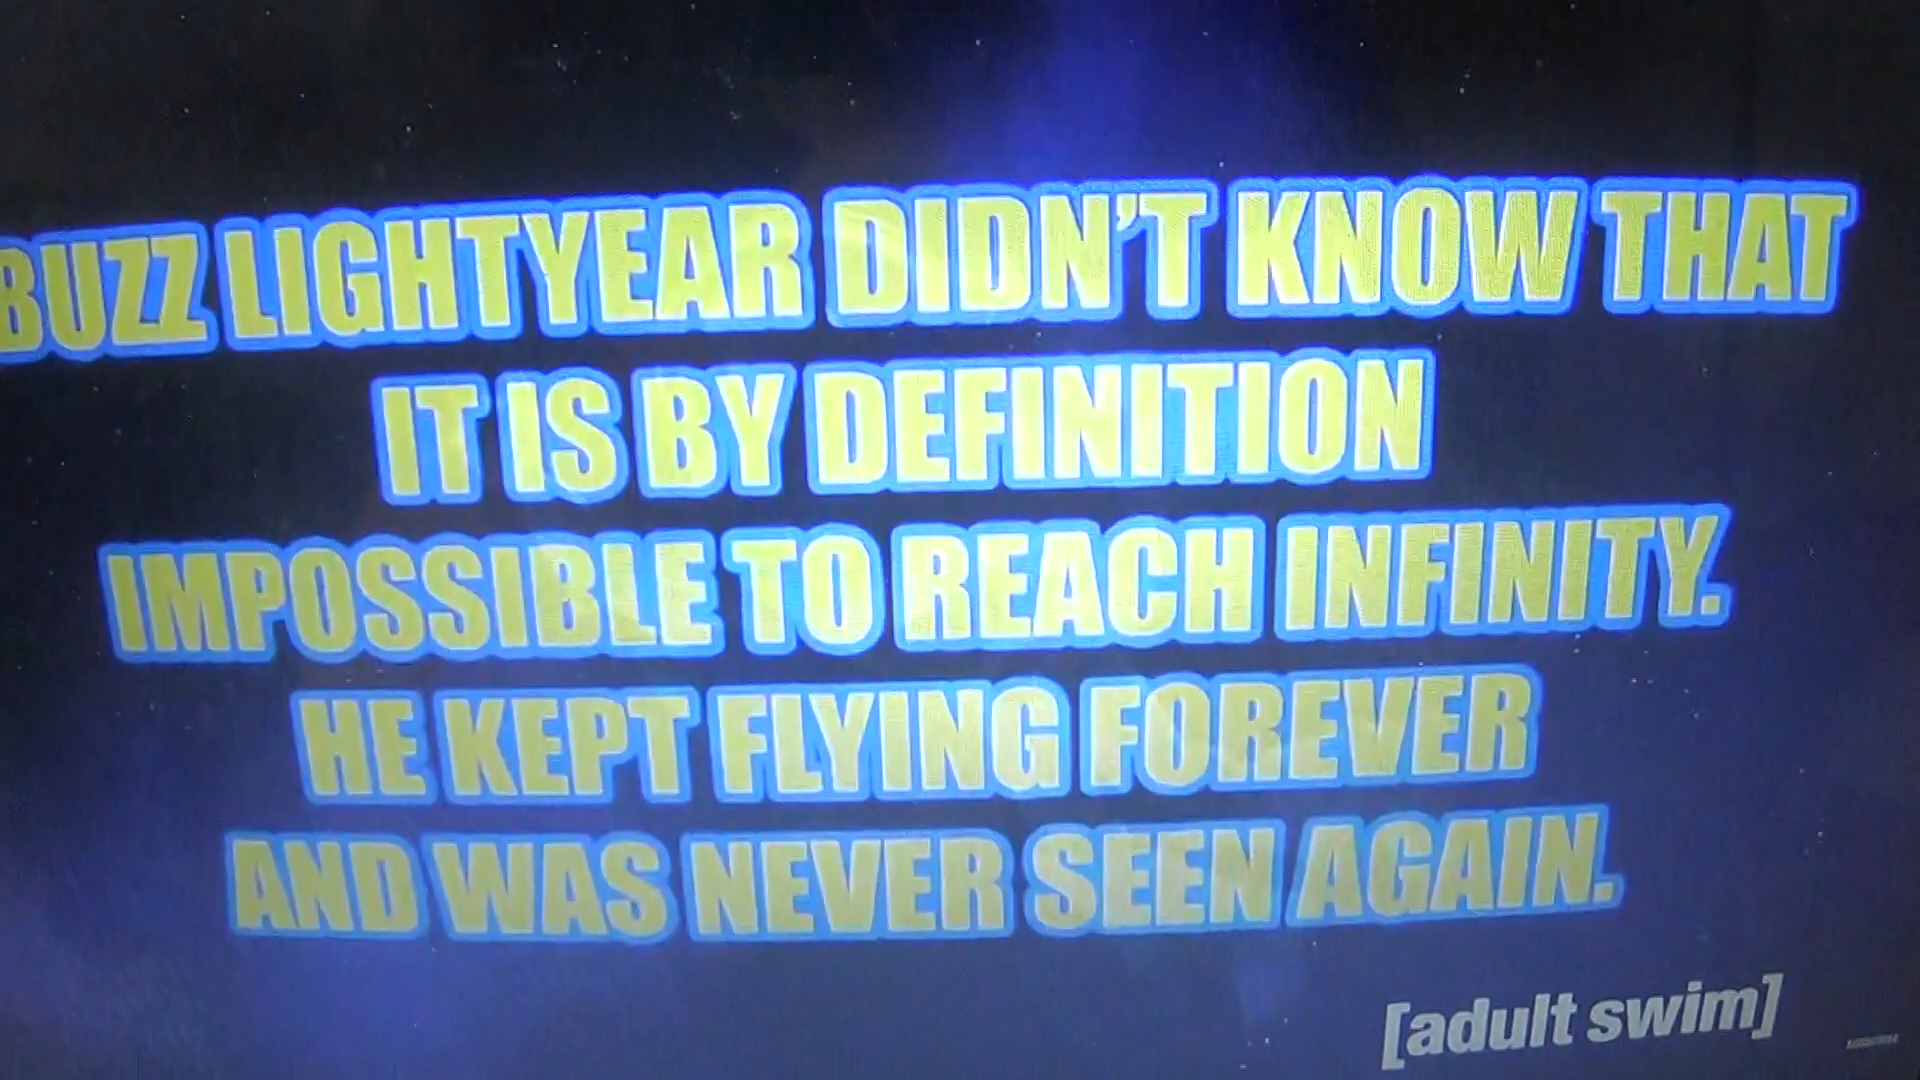 BUZZ LIGHTYEAR DIDN'T KNOW THAT
IT IS BY DEFINITION
IMPOSSIBLE TO REACH INFINITY.
HE KEPT FLYING FOREVER
AND WAS NEVER SEEN AGAIN.
[adult swim]